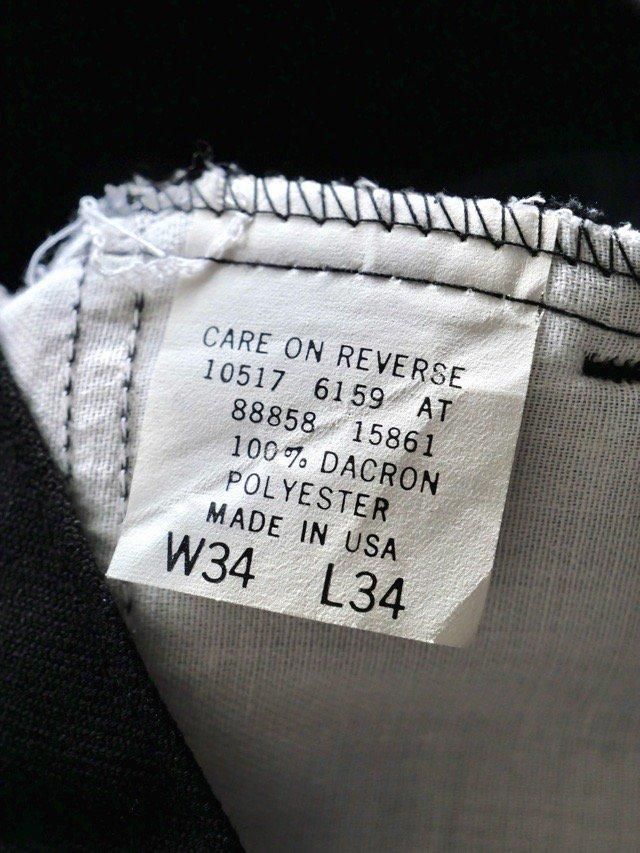 CARE ON REVERSE
10517 6159 AT
88858 15861
100% DACRON
POLYESTER
MADE IN USA
W34 L34